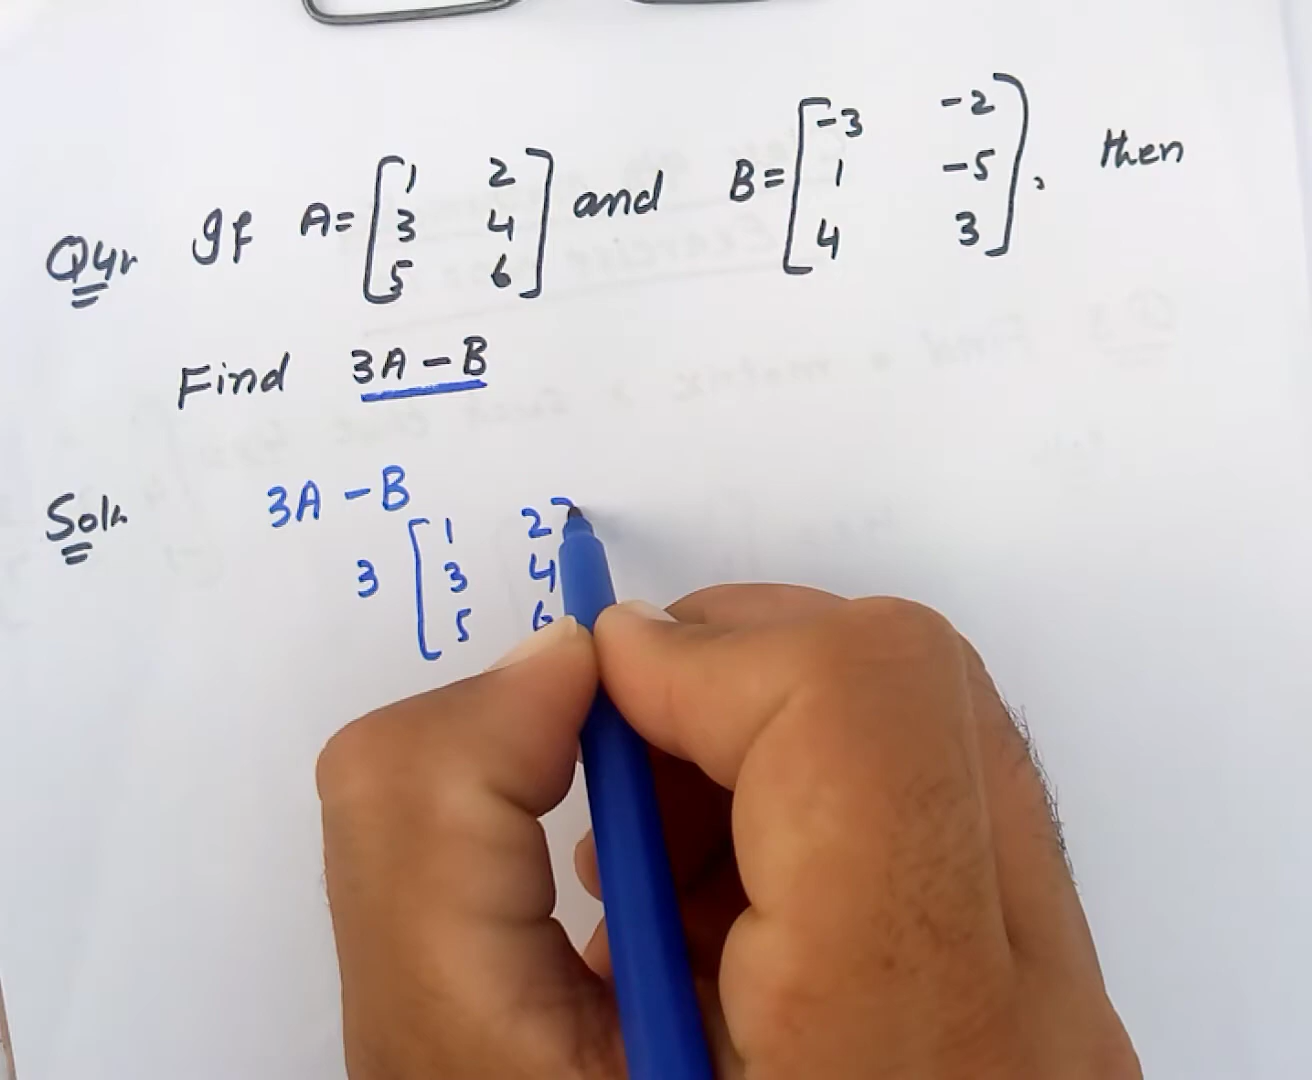 Q4, If A = [1 2
3 4
5 6] and B = [-3 -2
1 -5
4 3], then
Find 3A - B
Soln 3A - B
3 [1 2
3 4
5 6